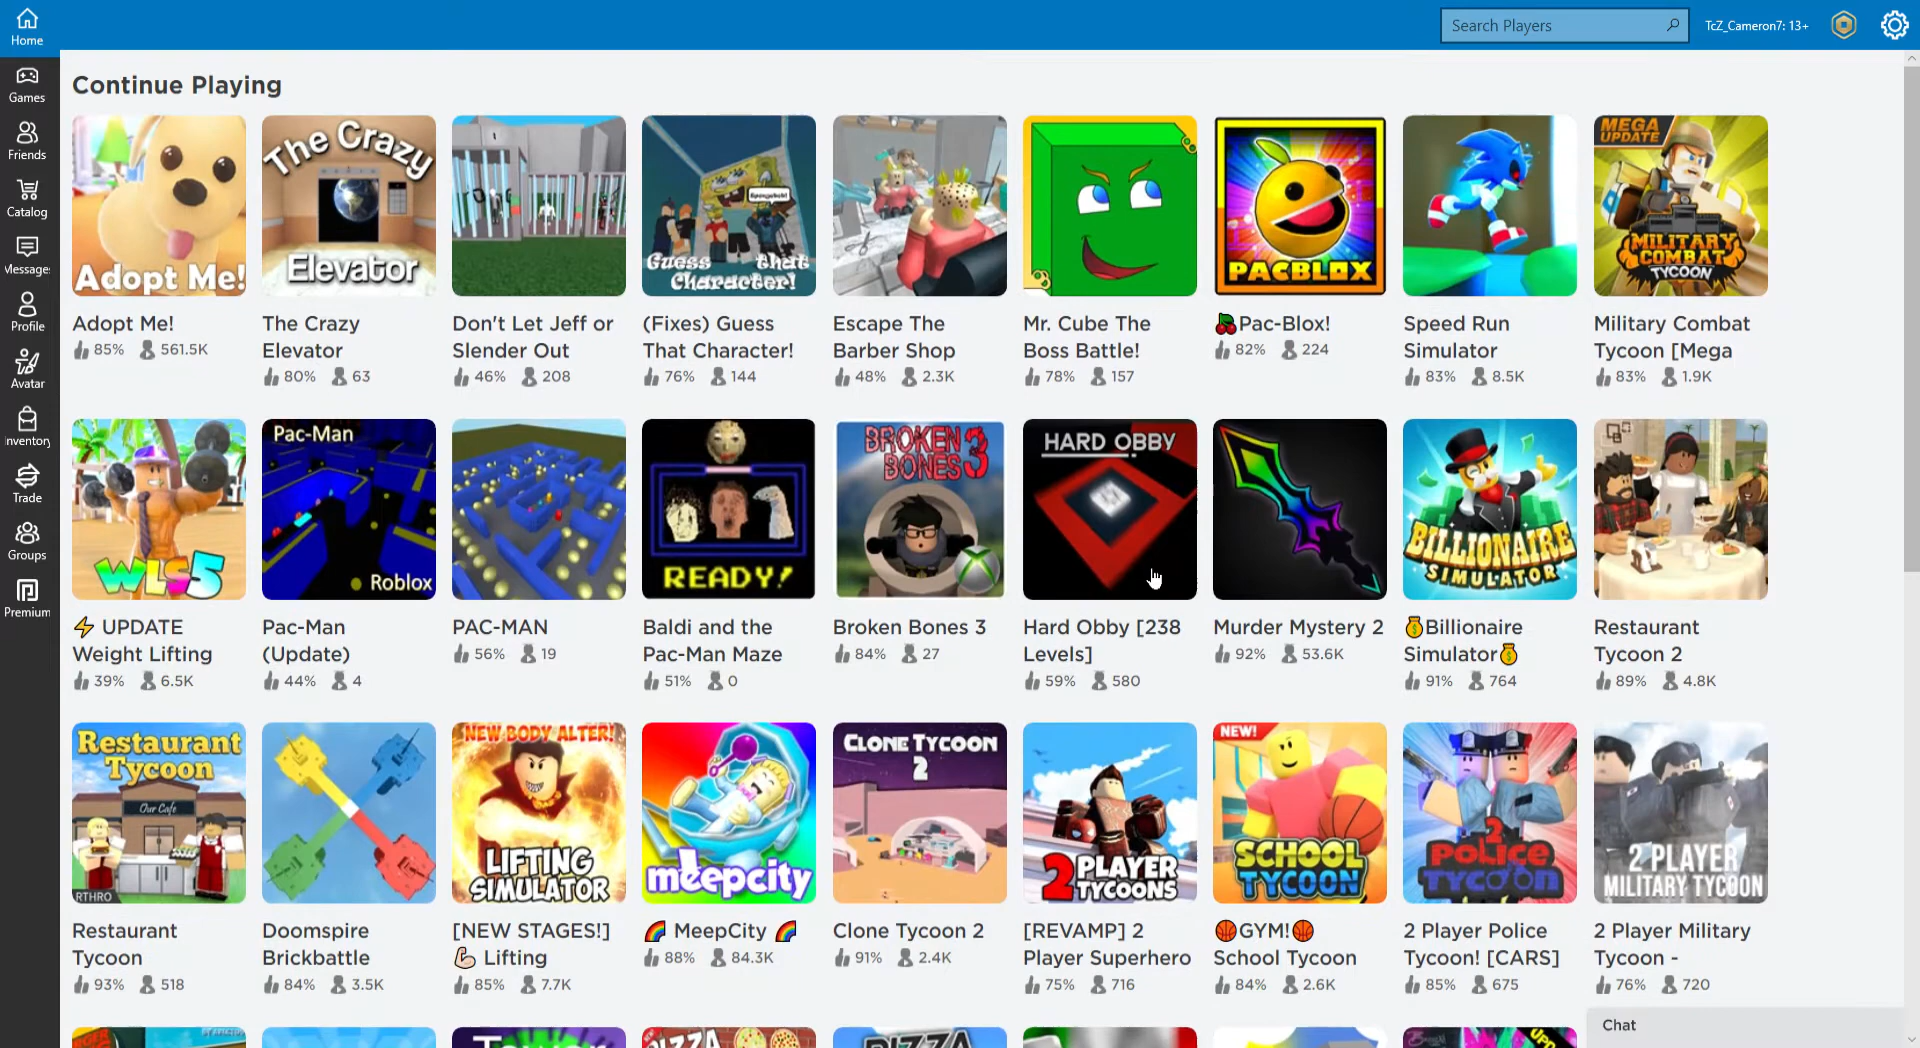 Home
Search Players
TcZ_Cameron7: 13+
Games
Friends
Catalog
Messages
Profile
Avatar
Inventory
Trade
Groups
Premium
Continue Playing
Adopt Me!
The Crazy
Elevator
Guess that
Character!
PACBLOX
MEGA
UPDATE
MILITARY
COMBAT
TYCOON
Adopt Me!
85% 561.5K
The Crazy
Elevator
80% 63
Don't Let Jeff or
Slender Out
46% 208
(Fixes) Guess
That Character!
76% 144
Escape The
Barber Shop
48% 2.3K
Mr. Cube The
Boss Battle!
78% 157
🍒Pac-Blox!
82% 224
Speed Run
Simulator
83% 8.5K
Military Combat
Tycoon [Mega
83% 1.9K
WLS5
Pac-Man
Roblox
READY!
BROKEN
BONES 3
HARD OBBY
BILLIONAIRE
SIMULATOR
⚡ UPDATE
Weight Lifting
39% 6.5K
Pac-Man
(Update)
44% 4
PAC-MAN
56% 19
Baldi and the
Pac-Man Maze
51% 0
Broken Bones 3
84% 27
Hard Obby [238
Levels]
59% 580
Murder Mystery 2
92% 53.6K
💰Billionaire
Simulator💰
91% 764
Restaurant
Tycoon 2
89% 4.8K
Restaurant
Tycoon
Our Cafe
RTHRO
NEW BODY ALTER!
LIFTING
SIMULATOR
meepcity
CLONE TYCOON
2
2 PLAYER
TYCOONS
NEW!
SCHOOL
TYCOON
2
POLICE
TYCOON
2 PLAYER
MILITARY TYCOON
Restaurant
Tycoon
93% 518
Doomspire
Brickbattle
84% 3.5K
[NEW STAGES!]
💪 Lifting
85% 7.7K
🌈 MeepCity 🌈
88% 84.3K
Clone Tycoon 2
91% 2.4K
[REVAMP] 2
Player Superhero
75% 716
🏀GYM!🏀
School Tycoon
84% 2.6K
2 Player Police
Tycoon! [CARS]
85% 675
2 Player Military
Tycoon -
76% 720
PIZZA
PIZZA
Chat